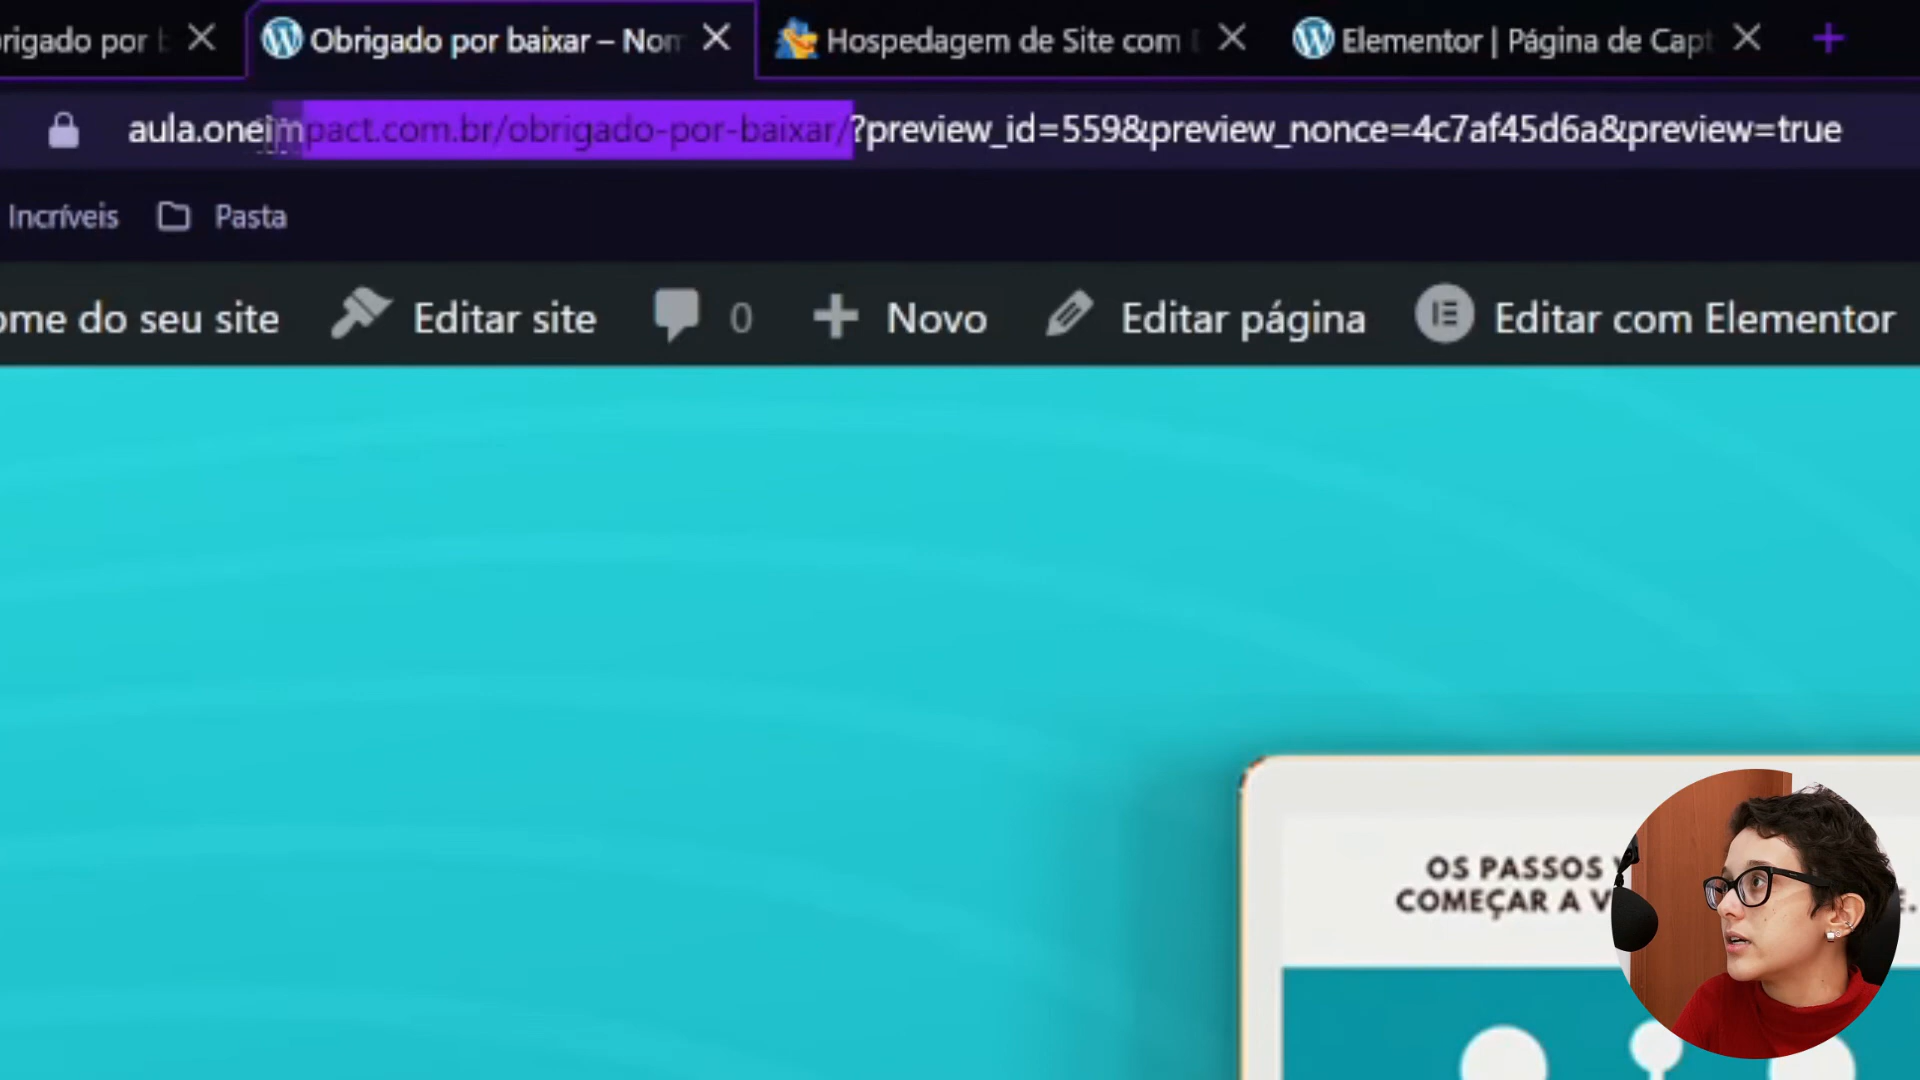 rigado por
Obrigado por baixar – Non
Hospedagem de Site com
Elementor | Página de Capt
aula.oneimpact.com.br/obrigado-por-baixar/?preview_id=559&preview_nonce=4c7af45d6a&preview=true
Incríveis
Pasta
ome do seu site
Editar site
0
Novo
Editar página
Editar com Elementor
OS PASSOS
COMEÇAR A V